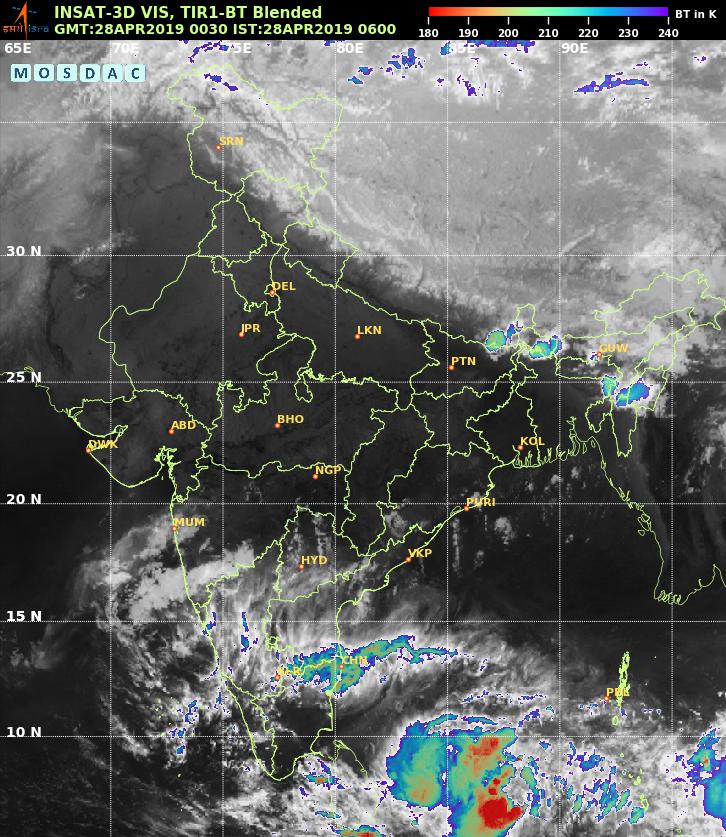 INSAT-3D VIS, TIR1-BT Blended
GMT:28APR2019 0030 IST:28APR2019 0600
BT in K
180 190 200 210 220 230 240
65E 70E 75E 80E 85E 90E
MOSDAC
SRN
30 N
DEL
JPR
LKN
GUW
PTN
25 N
ABD
BHO
DWK
KOL
NGP
20 N
PURI
MUM
VKP
HYD
15 N
CHN
BLR
PBL
10 N